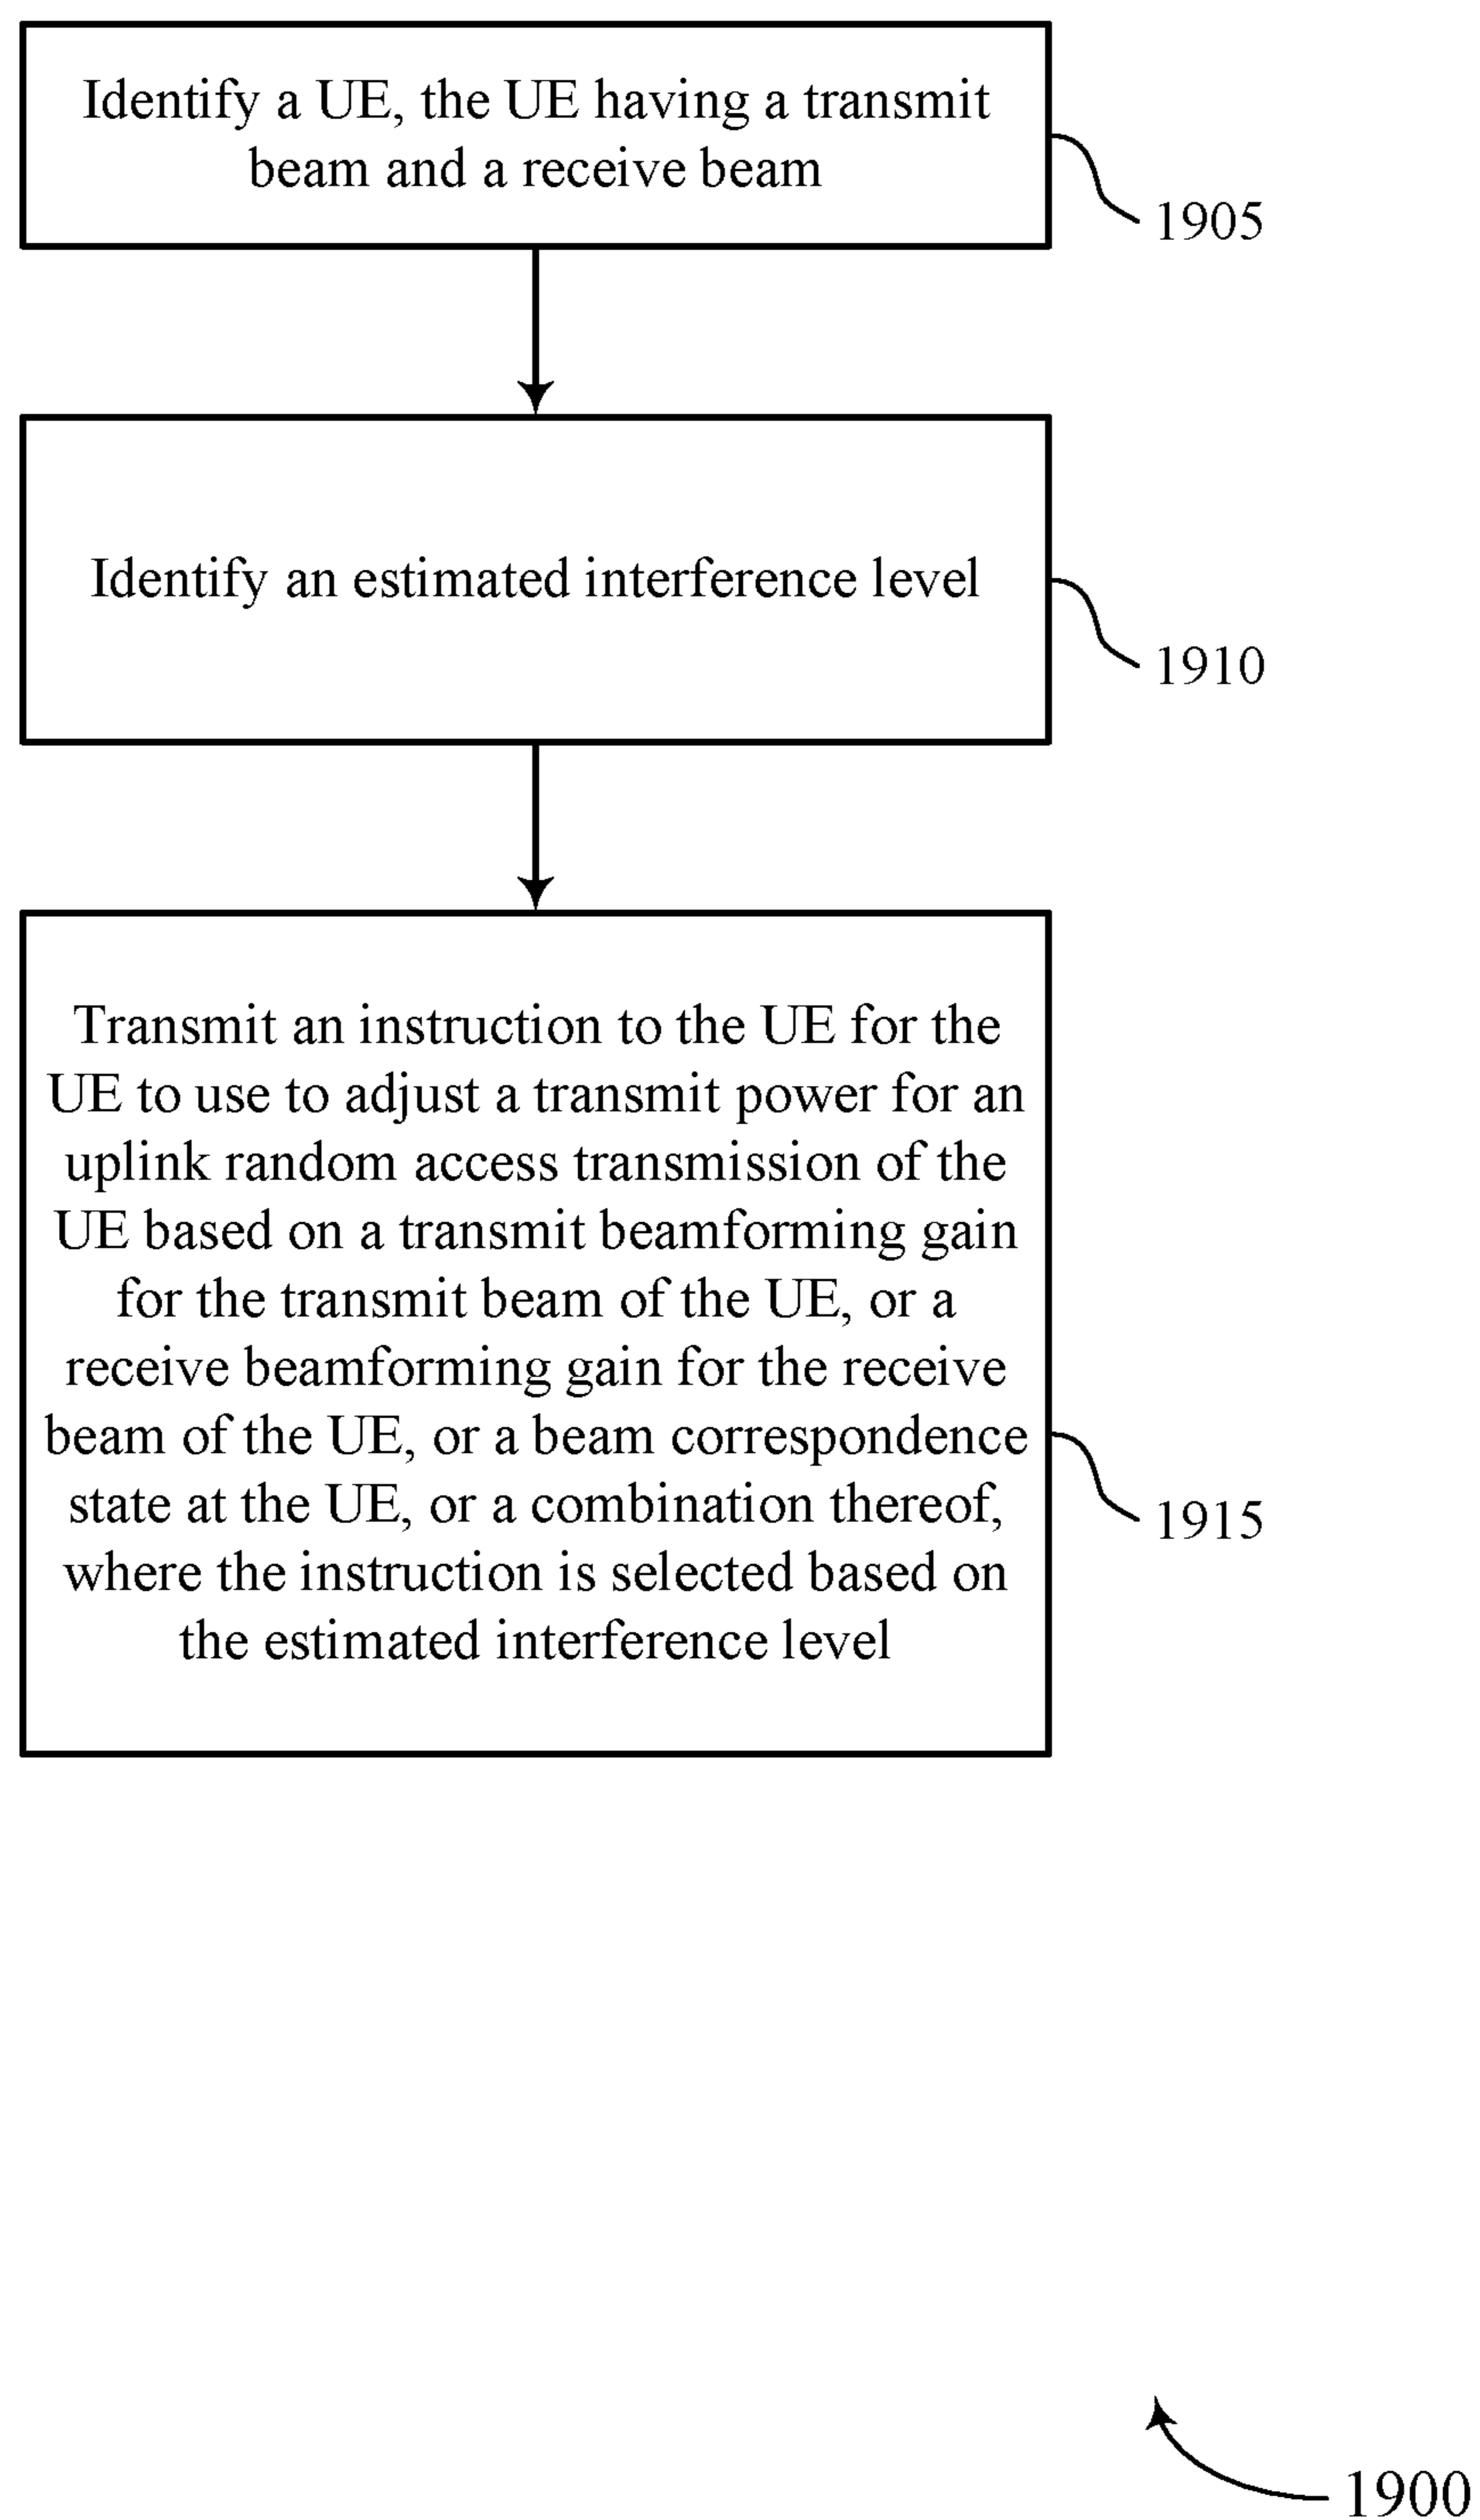 Identify a UE, the UE having a transmit
beam and a receive beam
1905
Identify an estimated interference level
1910
Transmit an instruction to the UE for the
UE to use to adjust a transmit power for an
uplink random access transmission of the
UE based on a transmit beamforming gain
for the transmit beam of the UE, or a
receive beamforming gain for the receive
beam of the UE, or a beam correspondence
state at the UE, or a combination thereof,
where the instruction is selected based on
the estimated interference level
1915
1900